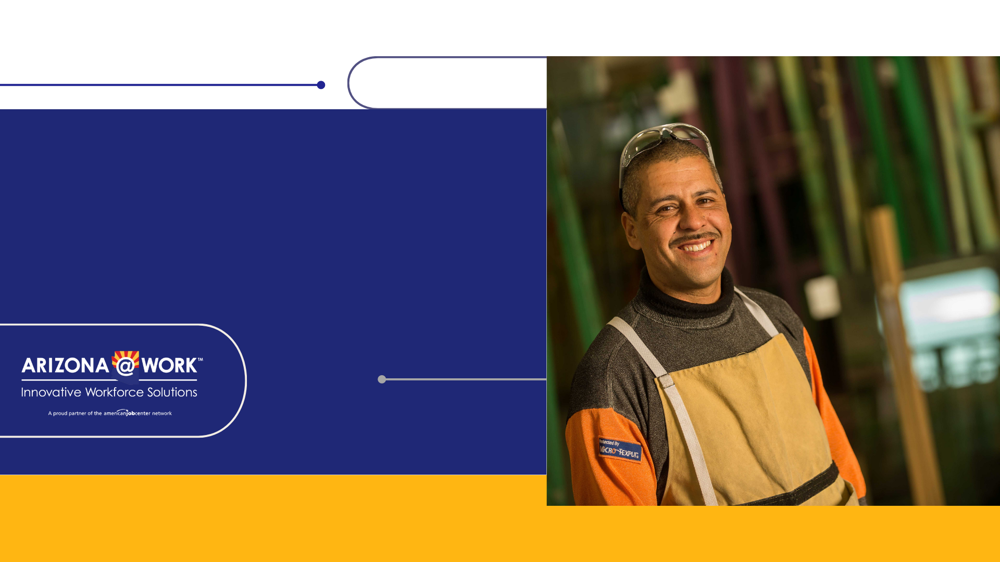 ARIZONA @ WORK™
Innovative Workforce Solutions
A proud partner of the americanjobcenter network
Protected By
MICRO TEXPUR